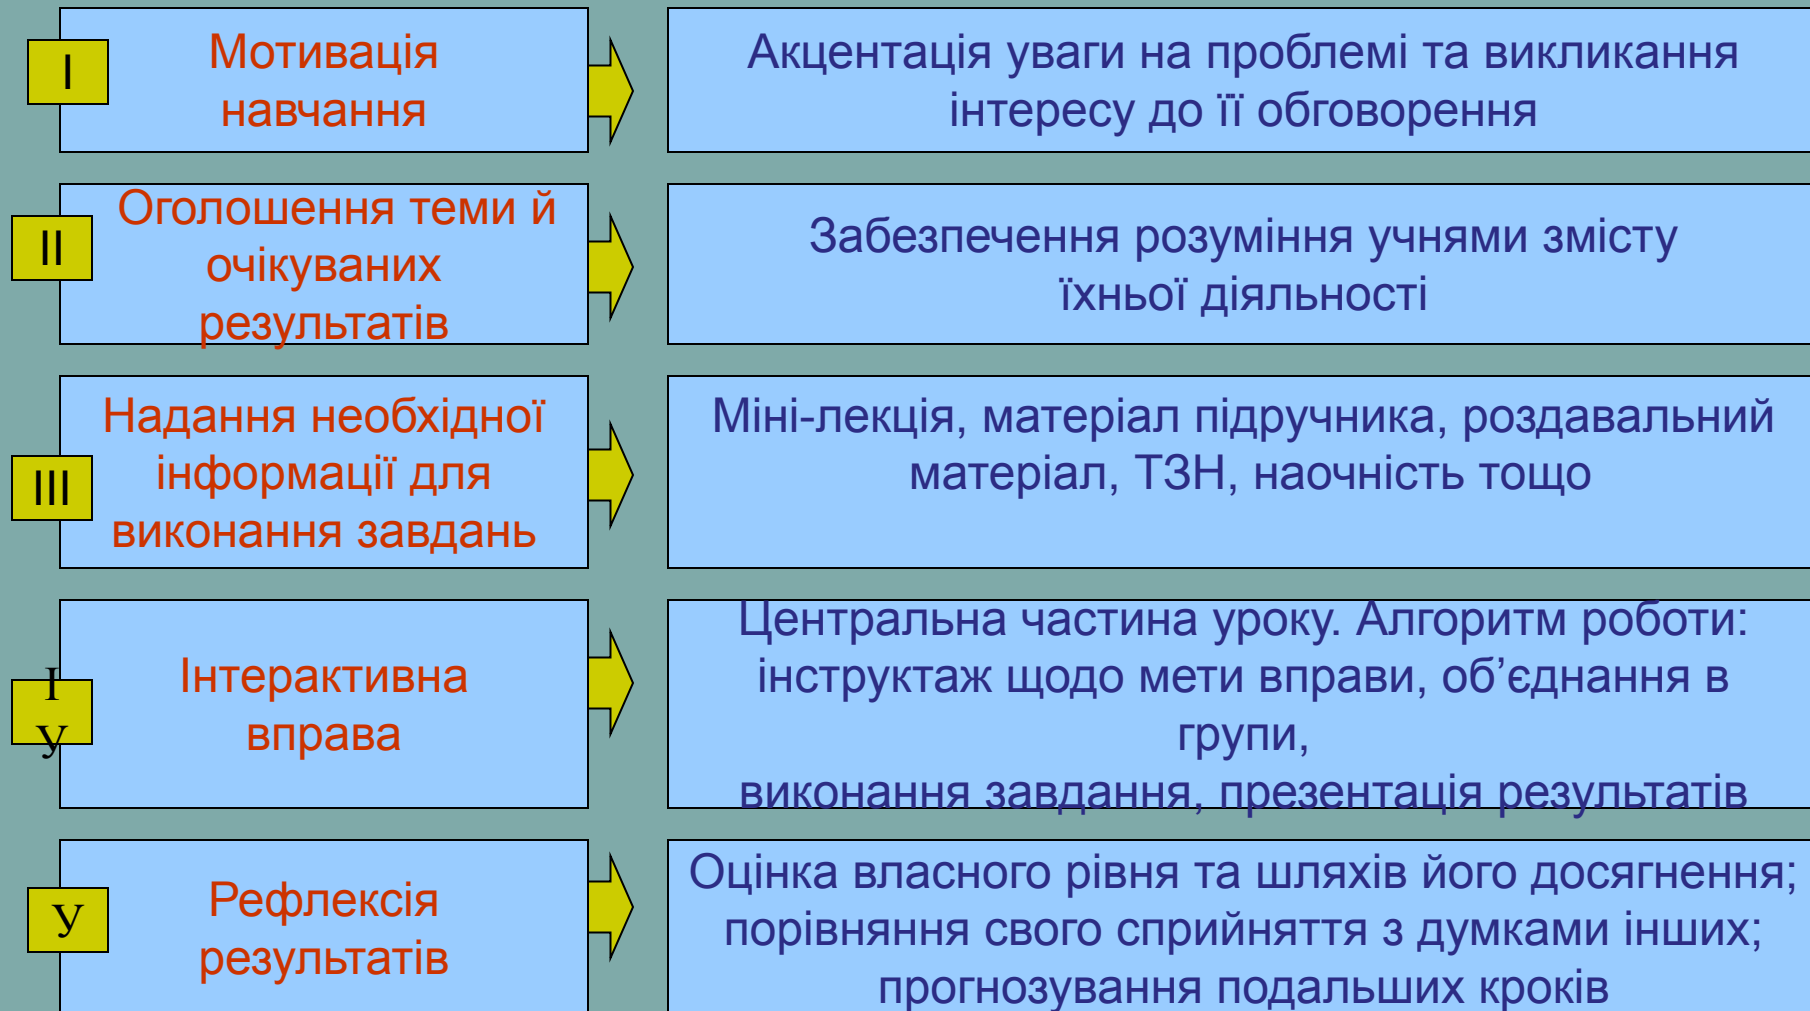 I
Мотивація
навчання
Акцентація уваги на проблемі та викликання
інтересу до її обговорення
II
Оголошення теми й
очікуваних
результатів
Забезпечення розуміння учнями змісту
їхньої діяльності
III
Надання необхідної
інформації для
виконання завдань
Міні-лекція, матеріал підручника, роздавальний
матеріал, ТЗН, наочність тощо
І
У
Інтерактивна
вправа
Центральна частина уроку. Алгоритм роботи:
інструктаж щодо мети вправи, об’єднання в
групи,
виконання завдання, презентація результатів
У
Рефлексія
результатів
Оцінка власного рівня та шляхів його досягнення;
порівняння свого сприйняття з думками інших;
прогнозування подальших кроків